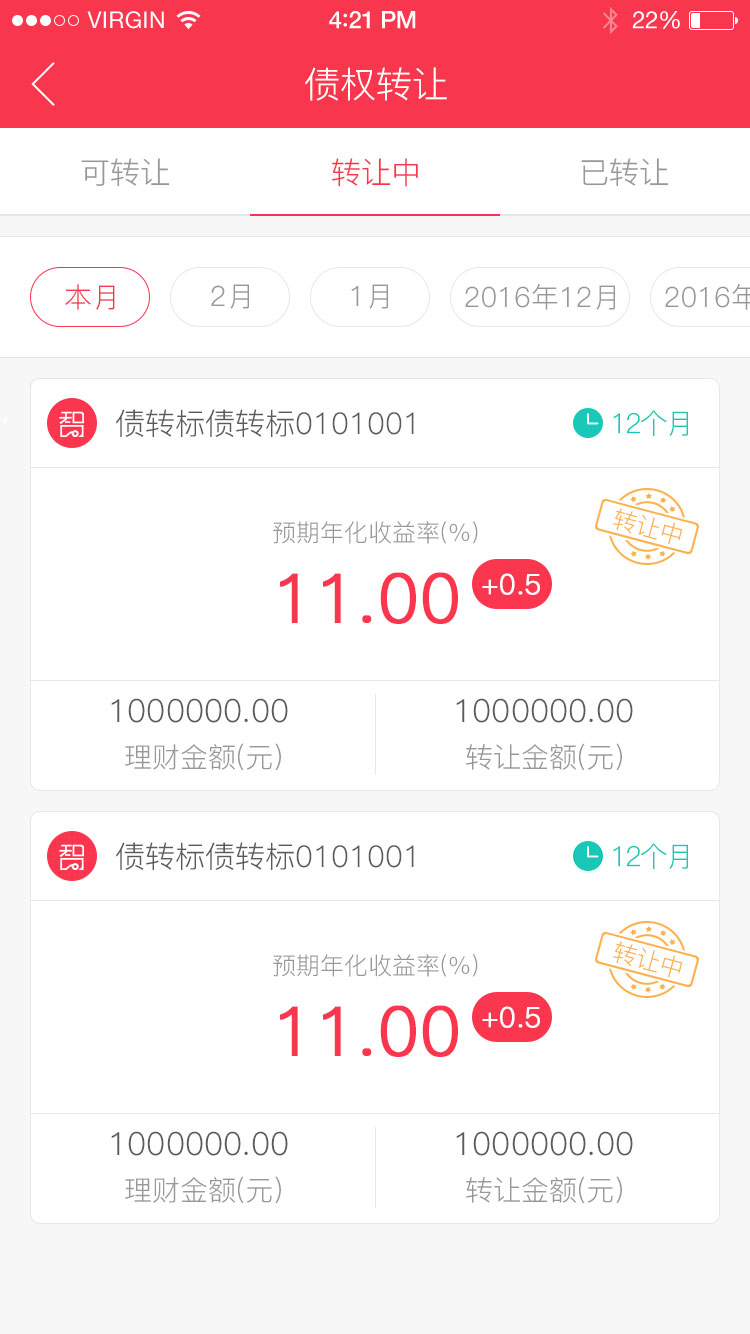 VIRGIN 4:21 PM 22%
债权转让
可转让 转让中 已转让
本月 2月 1月 2016年12月 2016年
智 债转标债转标0101001 12个月
转让中
预期年化收益率(%)
11.00 +0.5
1000000.00 1000000.00
理财金额(元) 转让金额(元)
智 债转标债转标0101001 12个月
转让中
预期年化收益率(%)
11.00 +0.5
1000000.00 1000000.00
理财金额(元) 转让金额(元)